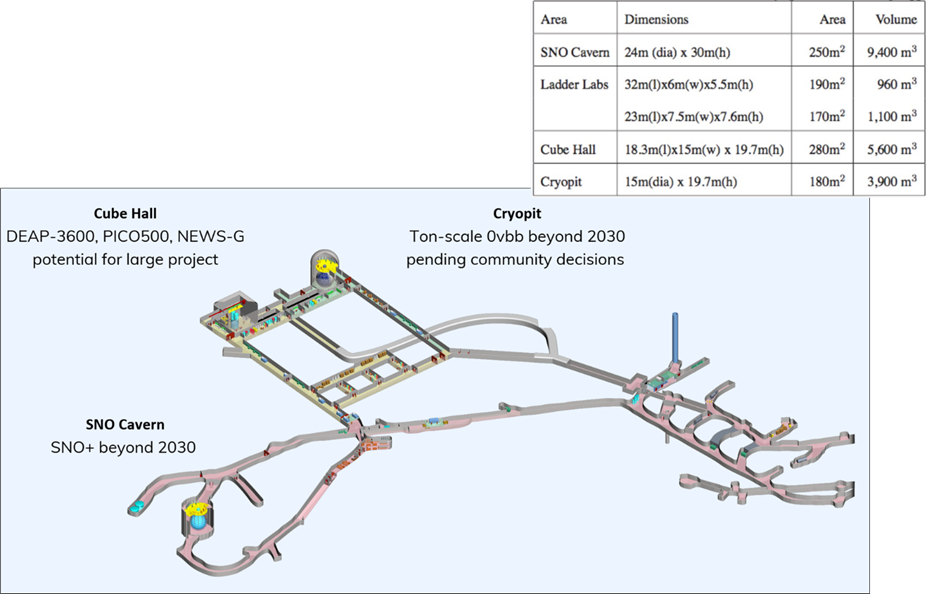 Area Dimensions Area Volume
SNO Cavern 24m (dia) x 30m(h) 250m² 9,400 m³
Ladder Labs 32m(l)x6m(w)x5.5m(h) 190m² 960 m³
23m(l)x7.5m(w)x7.6m(h) 170m² 1,100 m³
Cube Hall 18.3m(l)x15m(w) x 19.7m(h) 280m² 5,600 m³
Cryopit 15m(dia) x 19.7m(h) 180m² 3,900 m³
Cube Hall
DEAP-3600, PICO500, NEWS-G
potential for large project
Cryopit
Ton-scale 0vbb beyond 2030
pending community decisions
SNO Cavern
SNO+ beyond 2030